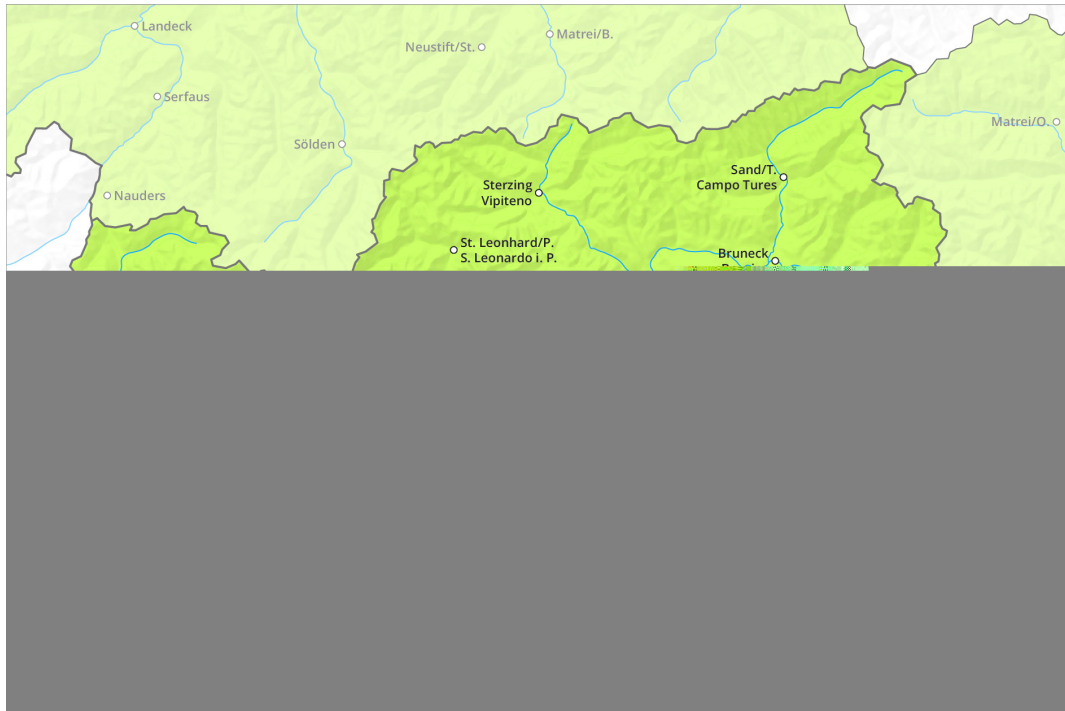 Landeck
Matrei/B.
Neustift/St.
Serfaus
Matrei/O.
Sölden
Sand/T.
Campo Tures
Sterzing
Vipiteno
Nauders
St. Leonhard/P.
S. Leonardo i. P.
Bruneck